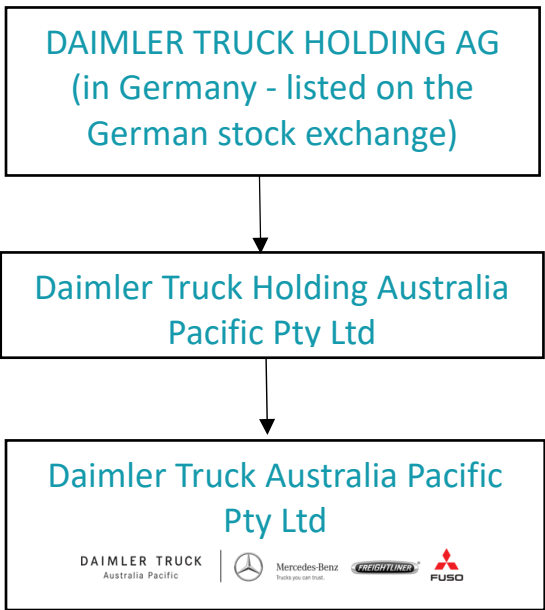 DAIMLER TRUCK HOLDING AG
(in Germany - listed on the
German stock exchange)
Daimler Truck Holding Australia
Pacific Pty Ltd
Daimler Truck Australia Pacific
Pty Ltd
DAIMLER TRUCK
Australia Pacific
Mercedes-Benz
Trucks you can trust.
FREIGHTLINER
FUSO